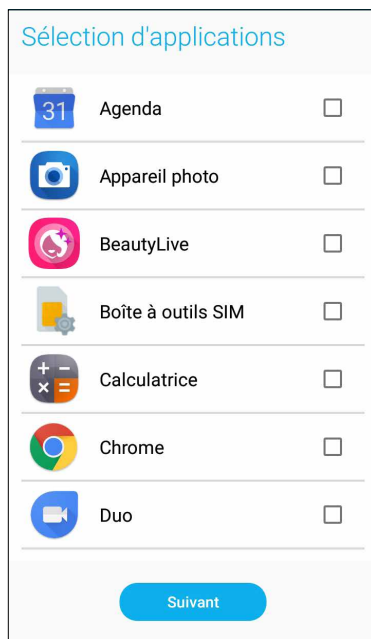 Sélection d'applications
31
Agenda
Appareil photo
BeautyLive
Boîte à outils SIM
+ −
× =
Calculatrice
Chrome
Duo
Suivant